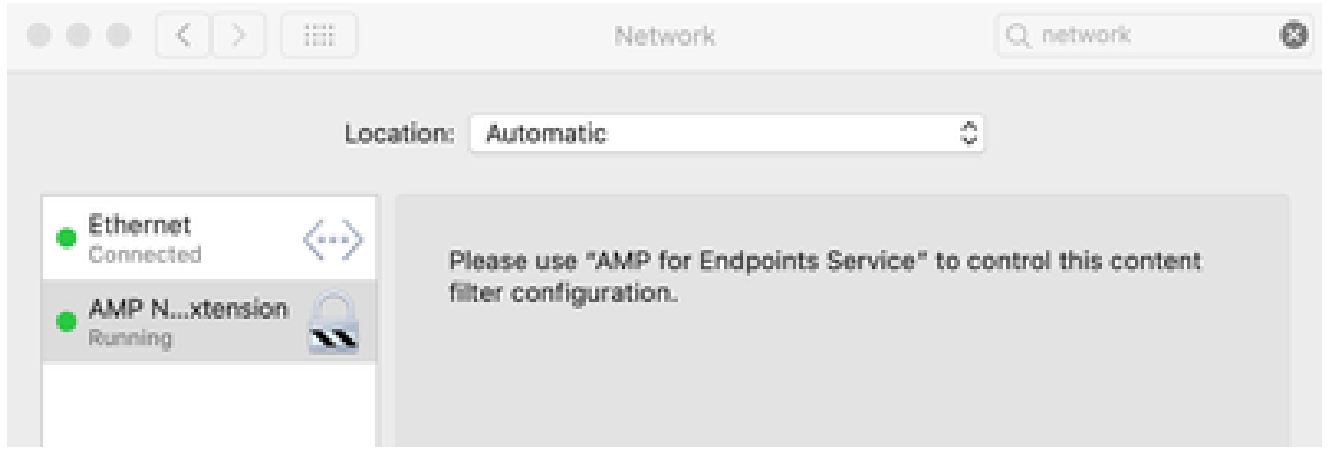 Network
network
Location: Automatic
Ethernet
Connected
AMP N...xtension
Running
Please use "AMP for Endpoints Service" to control this content
filter configuration.